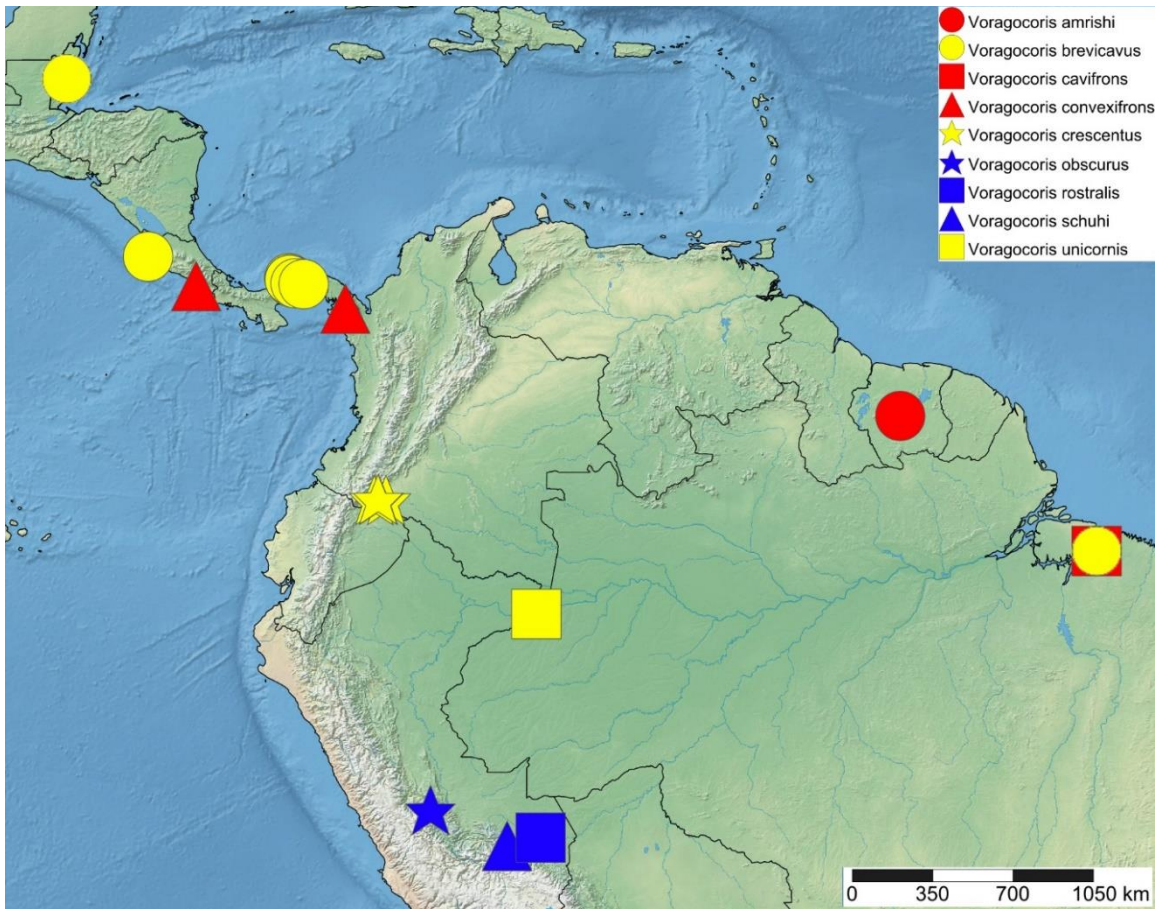 Voragocoris amrishi
Voragocoris brevicavus
Voragocoris cavifrons
Voragocoris convexifrons
Voragocoris crescentus
Voragocoris obscurus
Voragocoris rostralis
Voragocoris schuhi
Voragocoris unicornis
0 350 700 1050 km